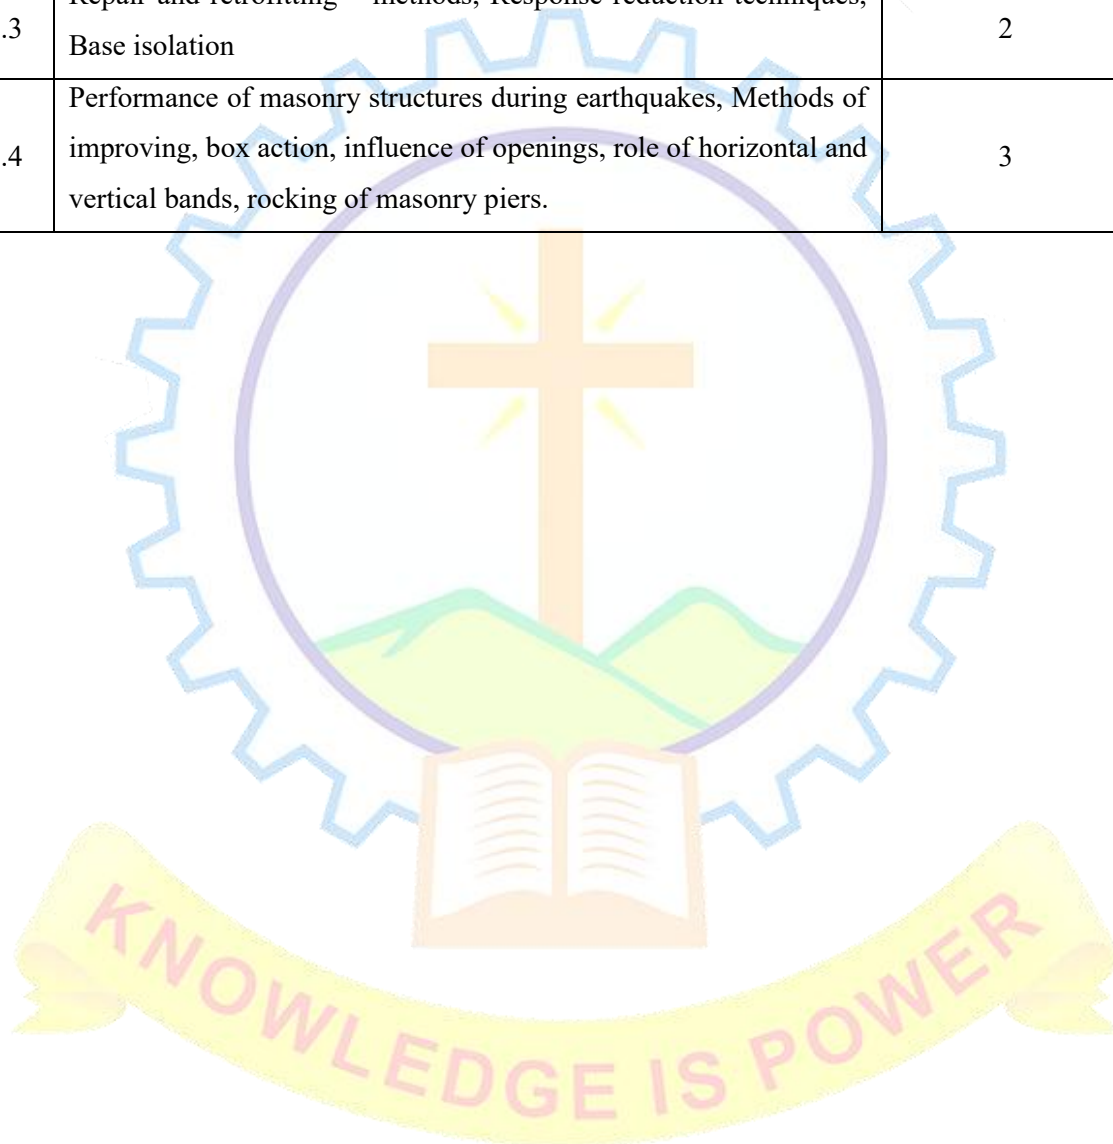 Repair and retrofitting – methods, Response reduction techniques,
.3
Base isolation
2
Performance of masonry structures during earthquakes, Methods of
.4
improving, box action, influence of openings, role of horizontal and
3
vertical bands, rocking of masonry piers.
KNOWLEDGE IS POWER